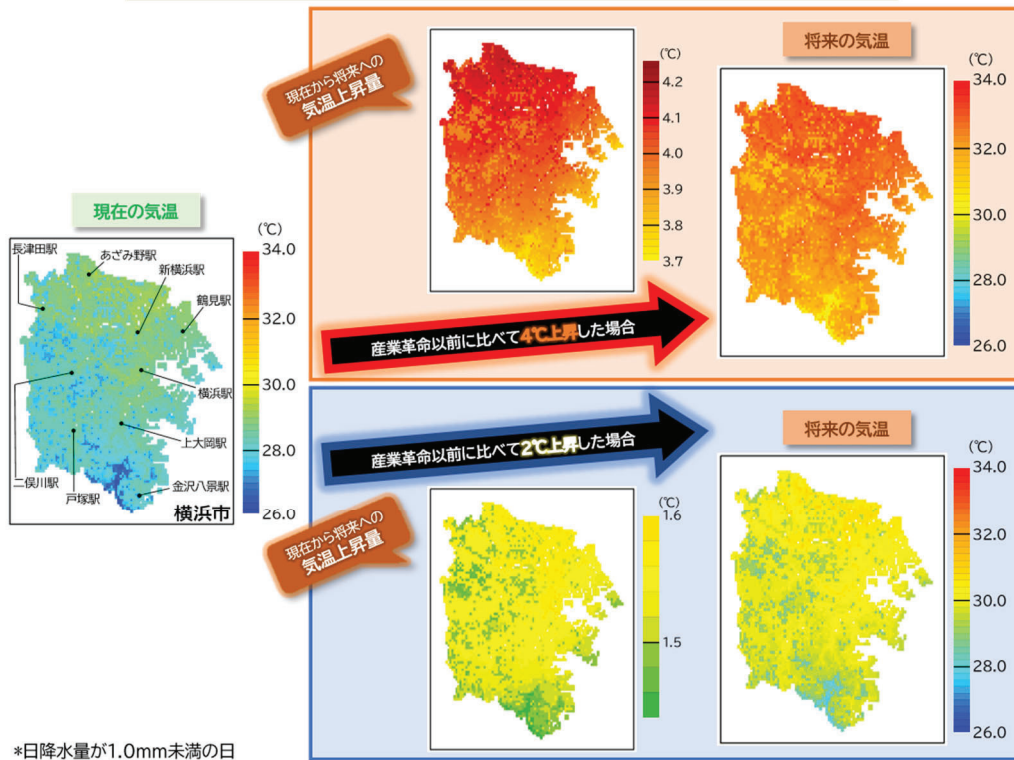 現在から将来への
気温上昇量
(℃)
4.2
4.1
4.0
3.9
3.8
3.7
将来の気温
(℃)
34.0
32.0
30.0
28.0
26.0
産業革命以前に比べて4℃上昇した場合
現在の気温
(℃)
34.0
32.0
30.0
28.0
26.0
長津田駅
あざみ野駅
新横浜駅
鶴見駅
横浜駅
上大岡駅
二俣川駅
戸塚駅
金沢八景駅
横浜市
産業革命以前に比べて2℃上昇した場合
現在から将来への
気温上昇量
(℃)
1.6
1.5
将来の気温
(℃)
34.0
32.0
30.0
28.0
26.0
*日降水量が1.0mm未満の日